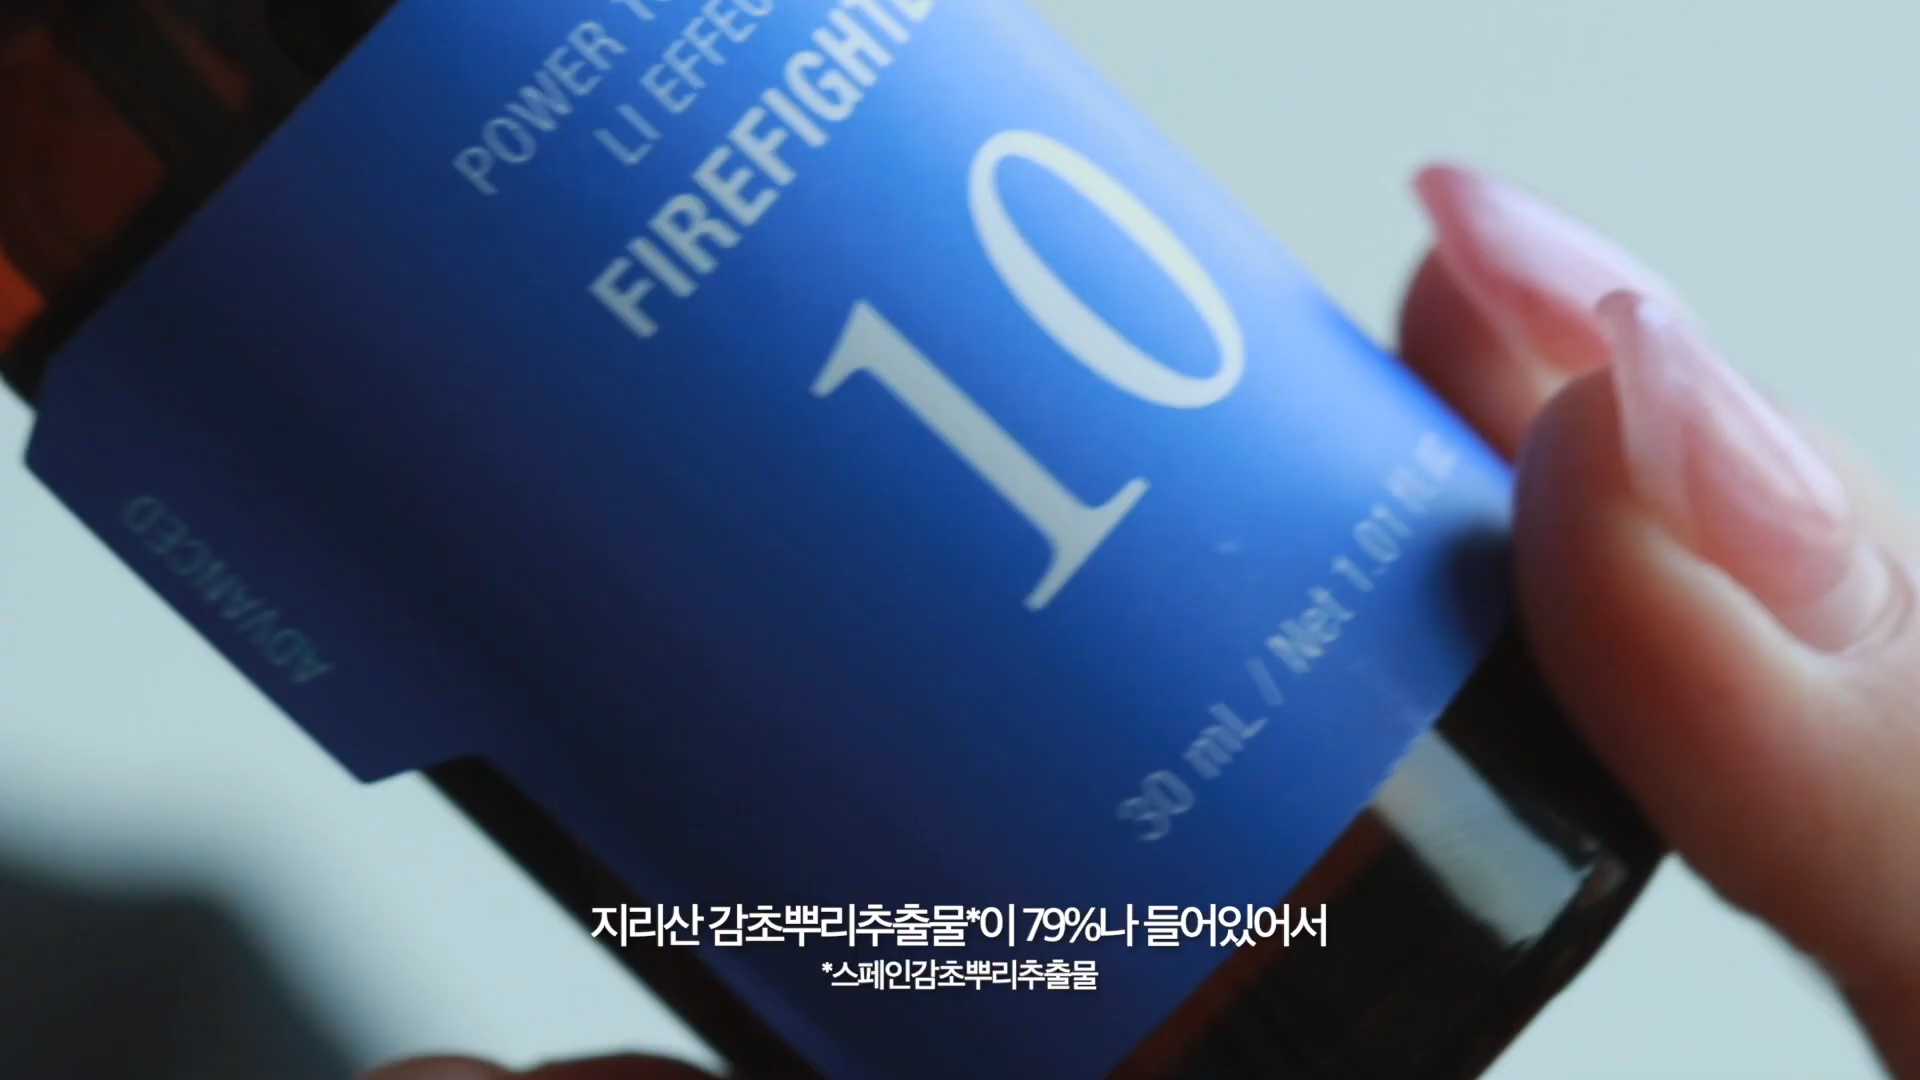 POWER
LI EFFEC
FIREFIGHTE
10
30 mL / Net 1.01 fl.
ADVANCED
지리산 감초뿌리추출물*이 79%나 들어있어서
*스페인감초뿌리추출물